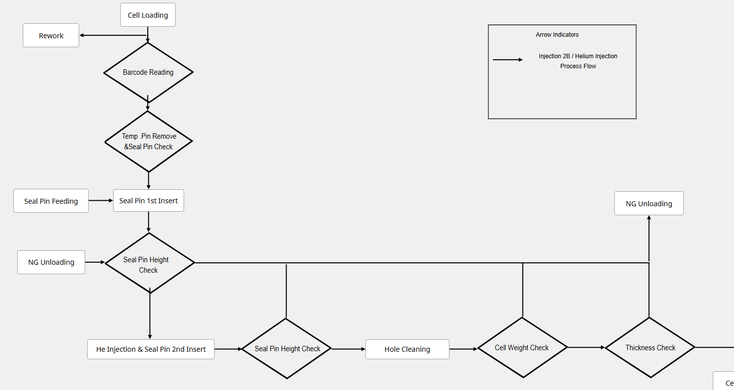 Cell Loading
Rework
Arrow Indicators
Injection 2B / Helium Injection
Process Flow
Barcode Reading
Temp .Pin Remove
&Seal Pin Check
Seal Pin Feeding
Seal Pin 1st Insert
NG Unloading
NG Unloading
Seal Pin Height
Check
He Injection & Seal Pin 2nd Insert
Seal Pin Height Check
Hole Cleaning
Cell Weight Check
Thickness Check
Ce